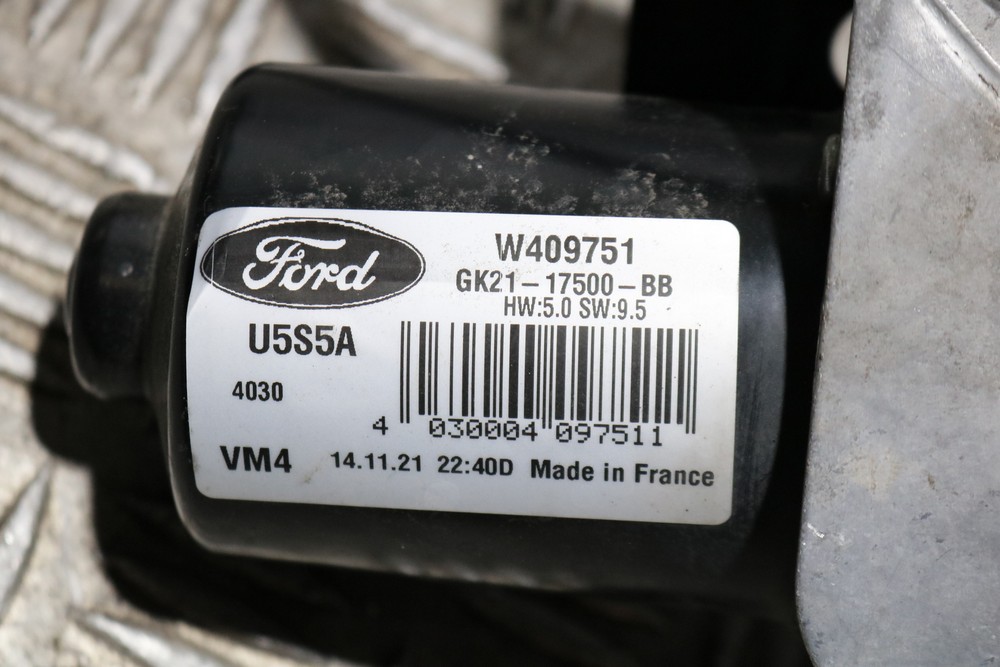 Ford
W409751
GK21-17500-BB
HW:5.0 SW:9.5
U5S5A
4030
4 030004 097511
VM4 14.11.21 22:40D Made in France